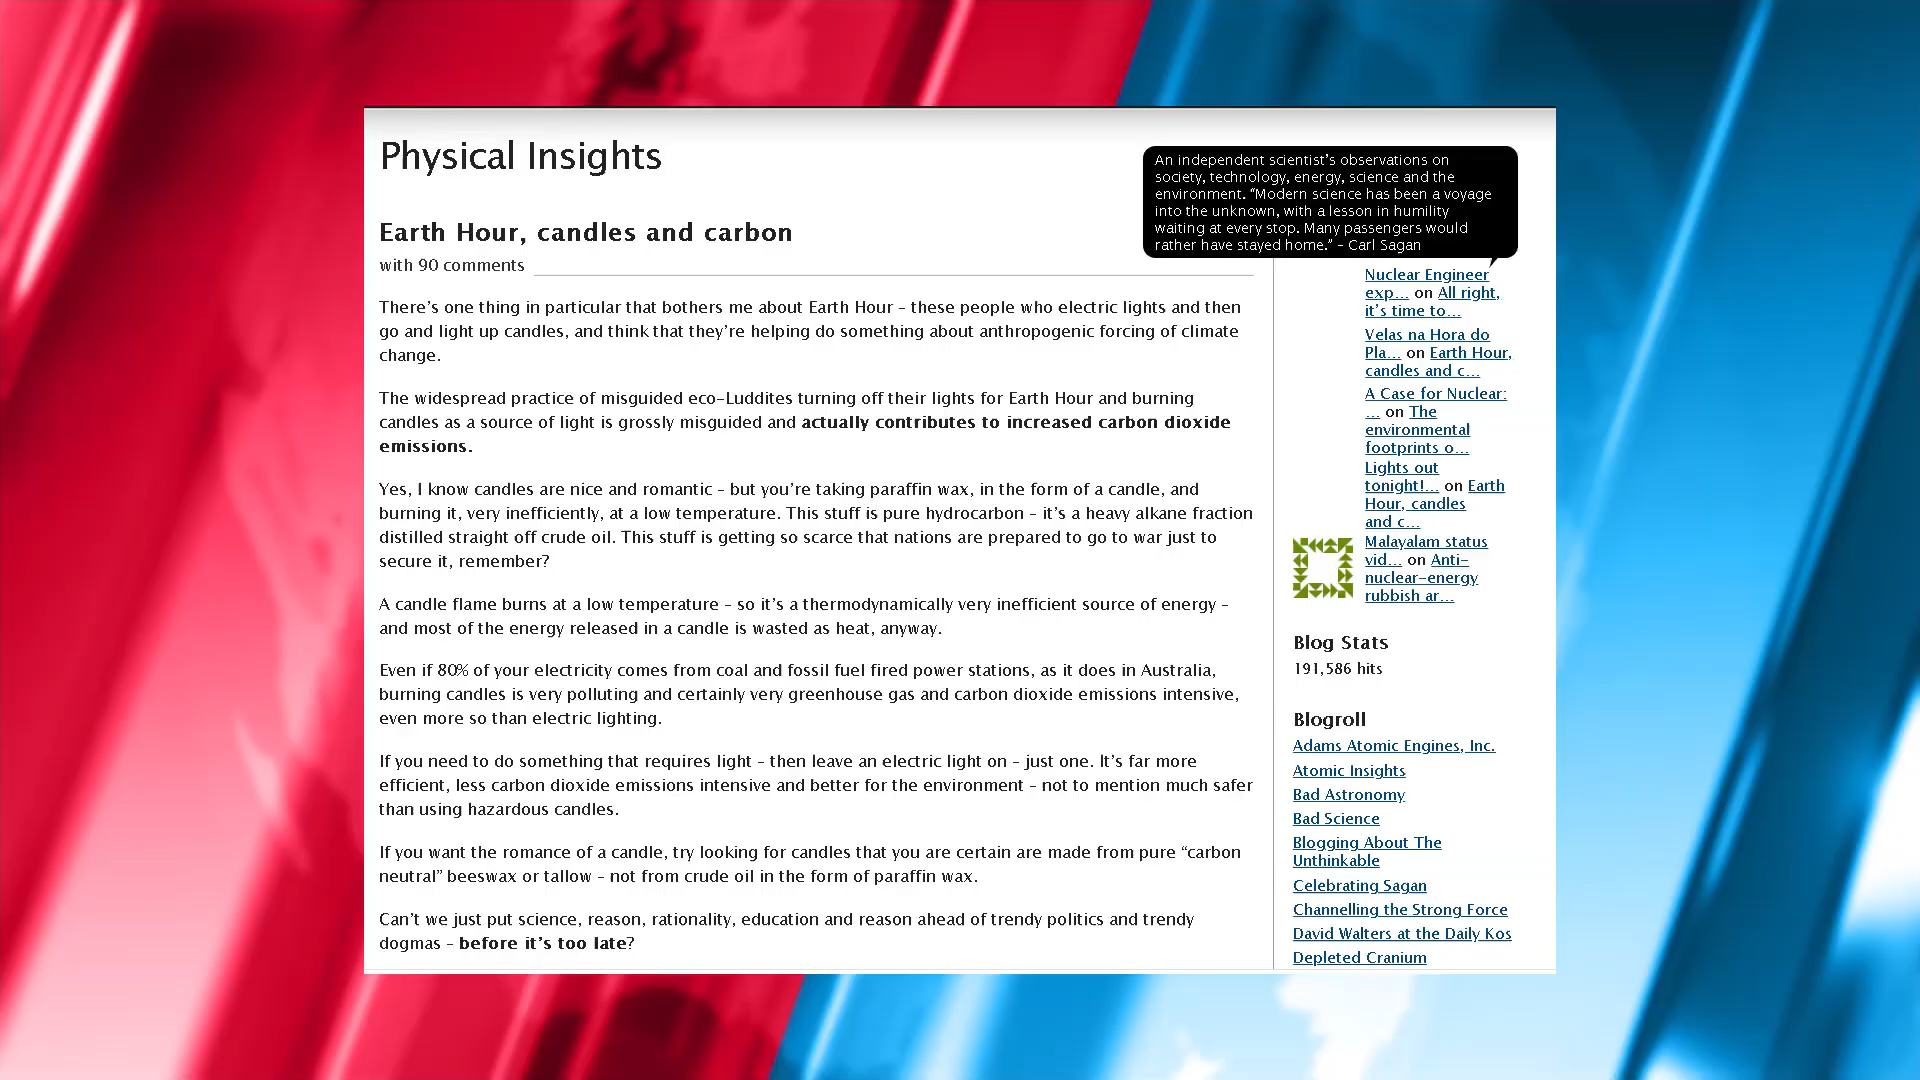 Physical Insights
An independent scientist's observations on
society, technology, energy, science and the
environment. "Modern science has been a voyage
into the unknown, with a lesson in humility
waiting at every stop. Many passengers would
rather have stayed home." – Carl Sagan
Earth Hour, candles and carbon
with 90 comments
There's one thing in particular that bothers me about Earth Hour – these people who electric lights and then
go and light up candles, and think that they're helping do something about anthropogenic forcing of climate
change.
The widespread practice of misguided eco-Luddites turning off their lights for Earth Hour and burning
candles as a source of light is grossly misguided and actually contributes to increased carbon dioxide
emissions.
Yes, I know candles are nice and romantic – but you're taking paraffin wax, in the form of a candle, and
burning it, very inefficiently, at a low temperature. This stuff is pure hydrocarbon – it's a heavy alkane fraction
distilled straight off crude oil. This stuff is getting so scarce that nations are prepared to go to war just to
secure it, remember?
A candle flame burns at a low temperature – so it's a thermodynamically very inefficient source of energy –
and most of the energy released in a candle is wasted as heat, anyway.
Even if 80% of your electricity comes from coal and fossil fuel fired power stations, as it does in Australia,
burning candles is very polluting and certainly very greenhouse gas and carbon dioxide emissions intensive,
even more so than electric lighting.
If you need to do something that requires light – then leave an electric light on – just one. It's far more
efficient, less carbon dioxide emissions intensive and better for the environment – not to mention much safer
than using hazardous candles.
If you want the romance of a candle, try looking for candles that you are certain are made from pure "carbon
neutral" beeswax or tallow – not from crude oil in the form of paraffin wax.
Can't we just put science, reason, rationality, education and reason ahead of trendy politics and trendy
dogmas – before it's too late?
Nuclear Engineer
exp… on All right,
it's time to…
Velas na Hora do
Pla… on Earth Hour,
candles and c…
A Case for Nuclear:
… on The
environmental
footprints o…
Lights out
tonight!… on Earth
Hour, candles
and c…
Malayalam status
vid… on Anti-
nuclear-energy
rubbish ar…
Blog Stats
191,586 hits
Blogroll
Adams Atomic Engines, Inc.
Atomic Insights
Bad Astronomy
Bad Science
Blogging About The
Unthinkable
Celebrating Sagan
Channelling the Strong Force
David Walters at the Daily Kos
Depleted Cranium